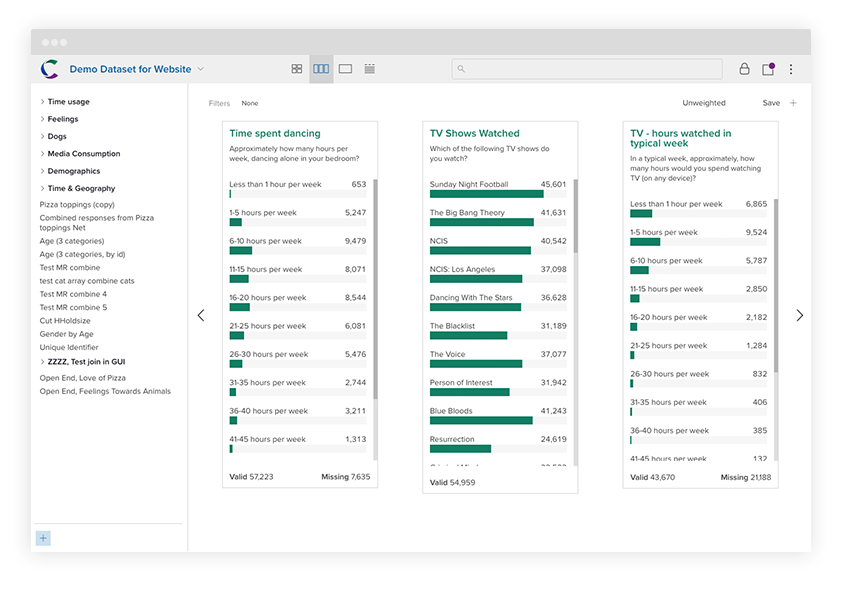 Demo Dataset for Website
Time usage
Feelings
Dogs
Media Consumption
Demographics
Time & Geography
Pizza toppings (copy)
Combined responses from Pizza
toppings Net
Age (3 categories)
Age (3 categories, by id)
Test MR combine
test cat array combine cats
Test MR combine 4
Test MR combine 5
Cut HHoldsize
Gender by Age
Unique Identifier
ZZZZ, Test join in GUI
Open End, Love of Pizza
Open End, Feelings Towards Animals
Filters None
Unweighted
Save
Time spent dancing
Approximately how many hours per
week, dancing alone in your bedroom?
Less than 1 hour per week 653
1-5 hours per week 5,247
6-10 hours per week 9,479
11-15 hours per week 8,071
16-20 hours per week 8,544
21-25 hours per week 6,081
26-30 hours per week 5,476
31-35 hours per week 2,744
36-40 hours per week 3,211
41-45 hours per week 1,313
Valid 57,223 Missing 7,635
TV Shows Watched
Which of the following TV shows do
you watch?
Sunday Night Football 45,601
The Big Bang Theory 41,631
NCIS 40,542
NCIS: Los Angeles 37,098
Dancing With The Stars 36,628
The Blacklist 31,189
The Voice 37,077
Person of Interest 31,942
Blue Bloods 41,243
Resurrection 24,619
Valid 54,959
TV - hours watched in
typical week
In a typical week, approximately, how
many hours would you spend watching
TV (on any device)?
Less than 1 hour per week 6,865
1-5 hours per week 9,524
6-10 hours per week 5,787
11-15 hours per week 2,850
16-20 hours per week 2,182
21-25 hours per week 1,284
26-30 hours per week 832
31-35 hours per week 406
36-40 hours per week 385
41-45 hours per week 132
Valid 43,670 Missing 21,188